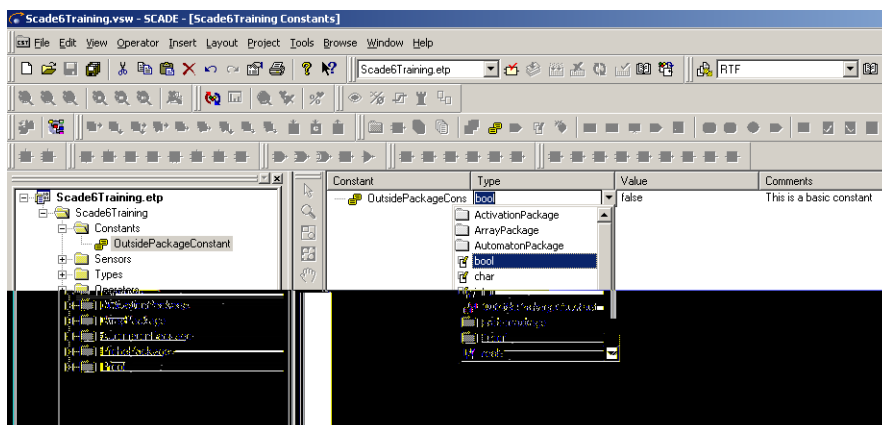 Scade6Training.vsw - SCADE - [Scade6Training Constants]
File Edit View Operator Insert Layout Project Tools Browse Window Help
Scade6Training.etp
RTF
Scade6Training.etp
Scade6Training
Constants
OutsidePackageConstant
Sensors
Types
Operators
Constant Type Value Comments
OutsidePackageCons bool false This is a basic constant
ActivationPackage
ArrayPackage
AutomatonPackage
bool
char